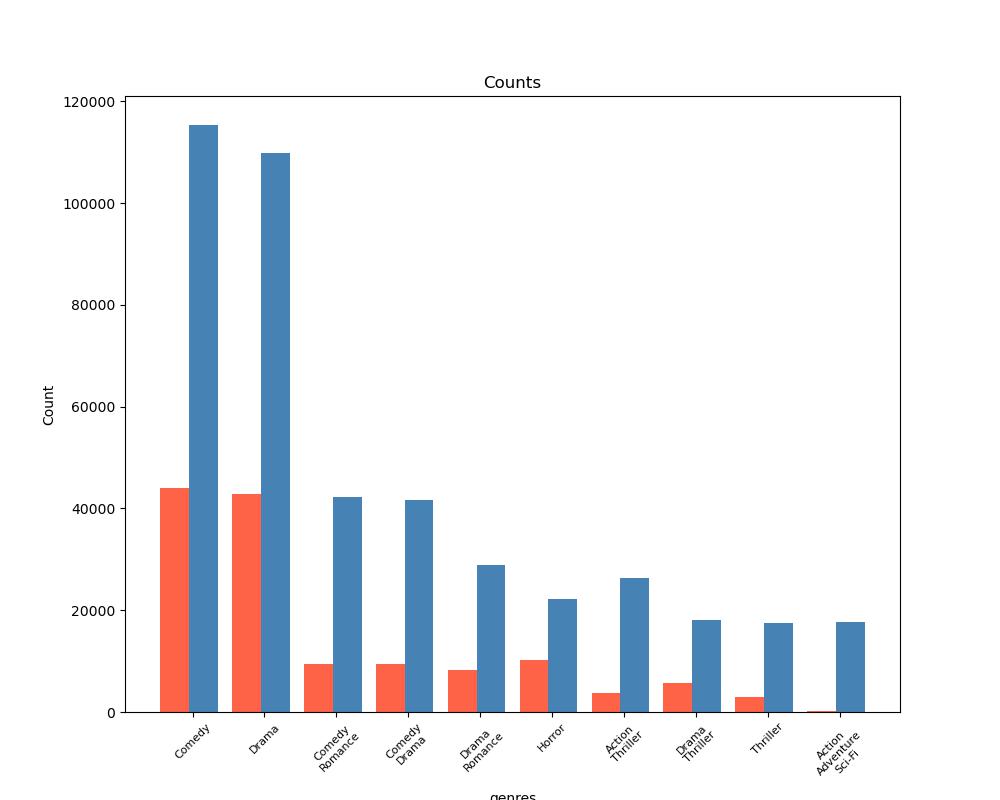 Counts
120000
100000
80000
60000
40000
20000
0
Count
Comedy
Drama
Comedy
Romance
Comedy
Drama
Drama
Romance
Horror
Action
Thriller
Drama
Thriller
Thriller
Action
Adventure
Sci-Fi
genres